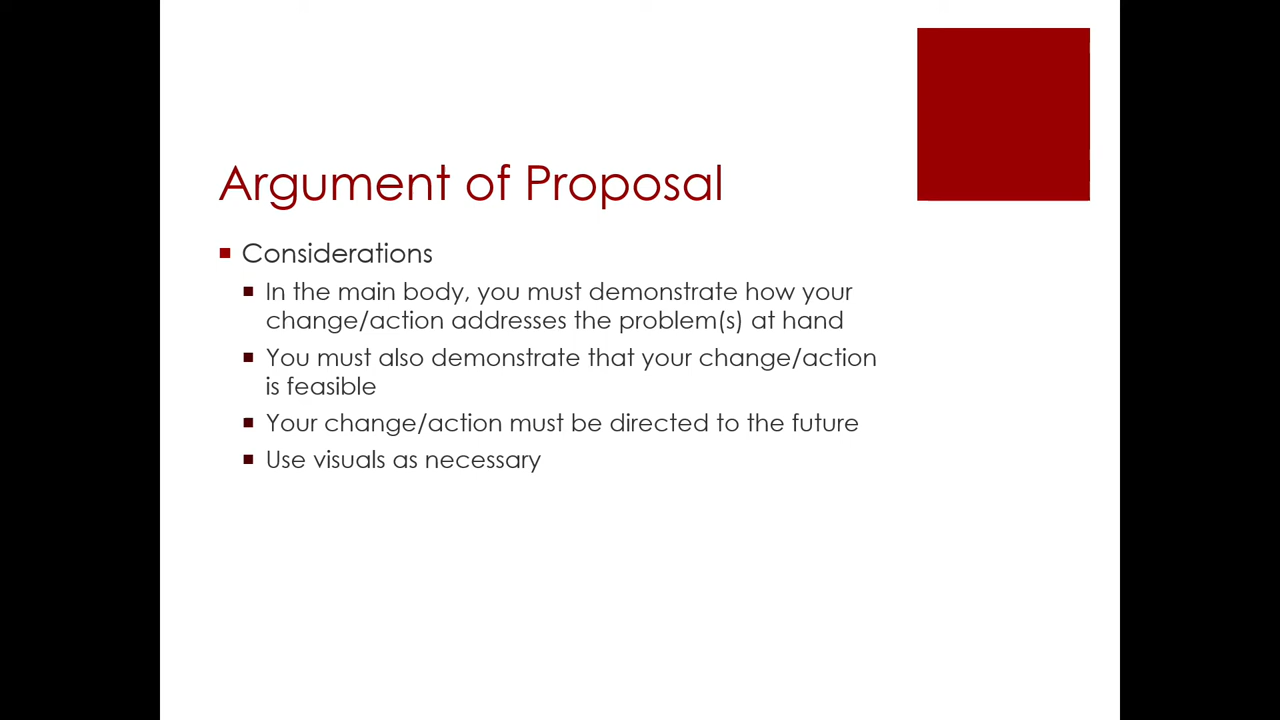 Argument of Proposal
Considerations
In the main body, you must demonstrate how your
change/action addresses the problem(s) at hand
You must also demonstrate that your change/action
is feasible
Your change/action must be directed to the future
Use visuals as necessary